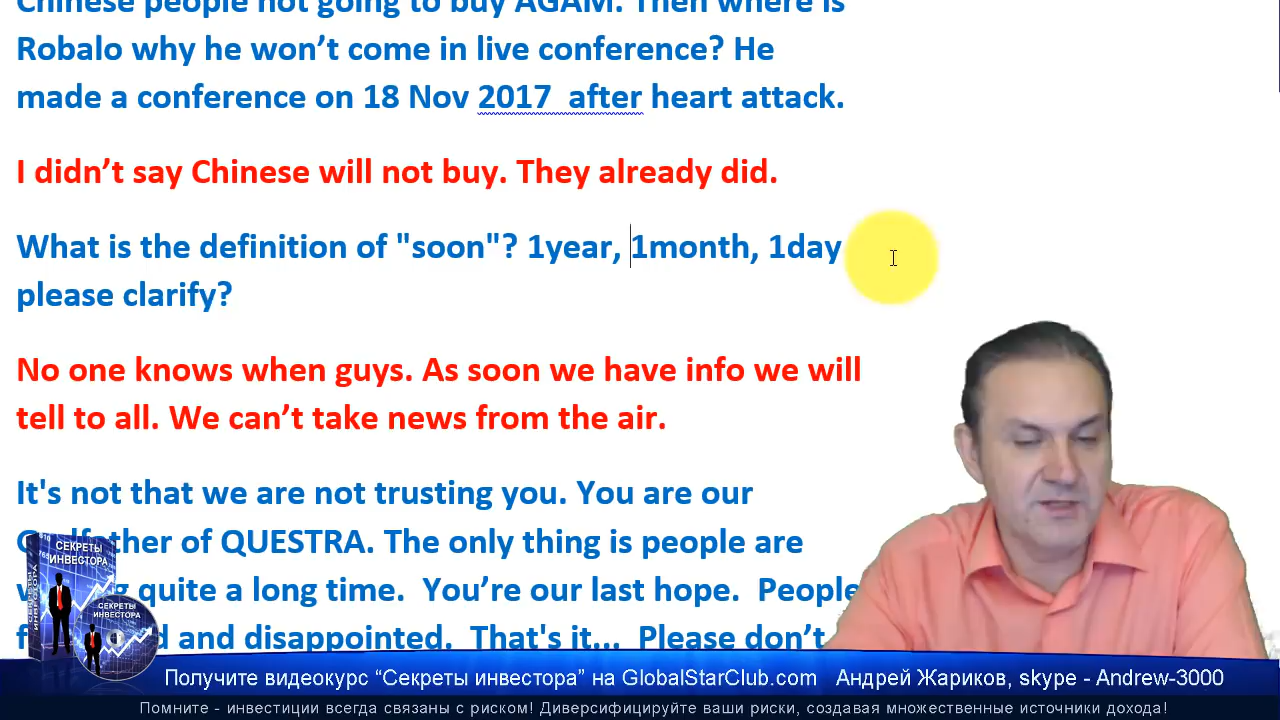 Chinese people not going to buy AGAM. Then where is
Robalo why he won’t come in live conference? He
made a conference on 18 Nov 2017 after heart attack.
I didn’t say Chinese will not buy. They already did.
What is the definition of "soon"? 1year, 1month, 1day
please clarify?
No one knows when guys. As soon we have info we will
tell to all. We can’t take news from the air.
It's not that we are not trusting you. You are our
of QUESTRA. The only thing is people are
quite a long time. You’re our last hope. People
and disappointed. That's it... Please don’t
СЕКРЕТЫ
ИНВЕСТОРА
СЕКРЕТЫ
ИНВЕСТОРА
СЕКРЕТЫ
ИНВЕСТОРА
Получите видеокурс “Секреты инвестора” на GlobalStarClub.com Андрей Жариков, skype - Andrew-3000
Помните - инвестиции всегда связаны с риском! Диверсифицируйте ваши риски, создавая множественные источники дохода!